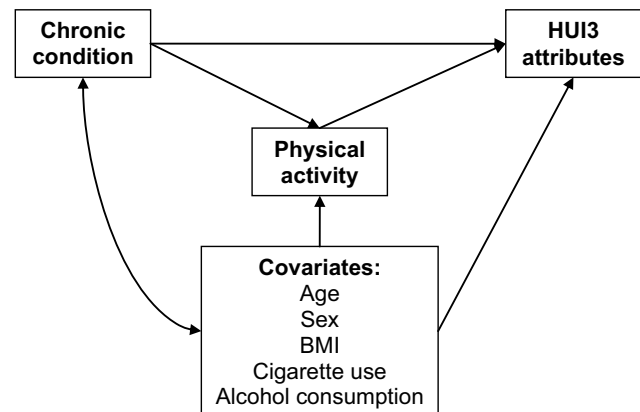 Chronic
condition
HUI3
attributes
Physical
activity
Covariates:
Age
Sex
BMI
Cigarette use
Alcohol consumption